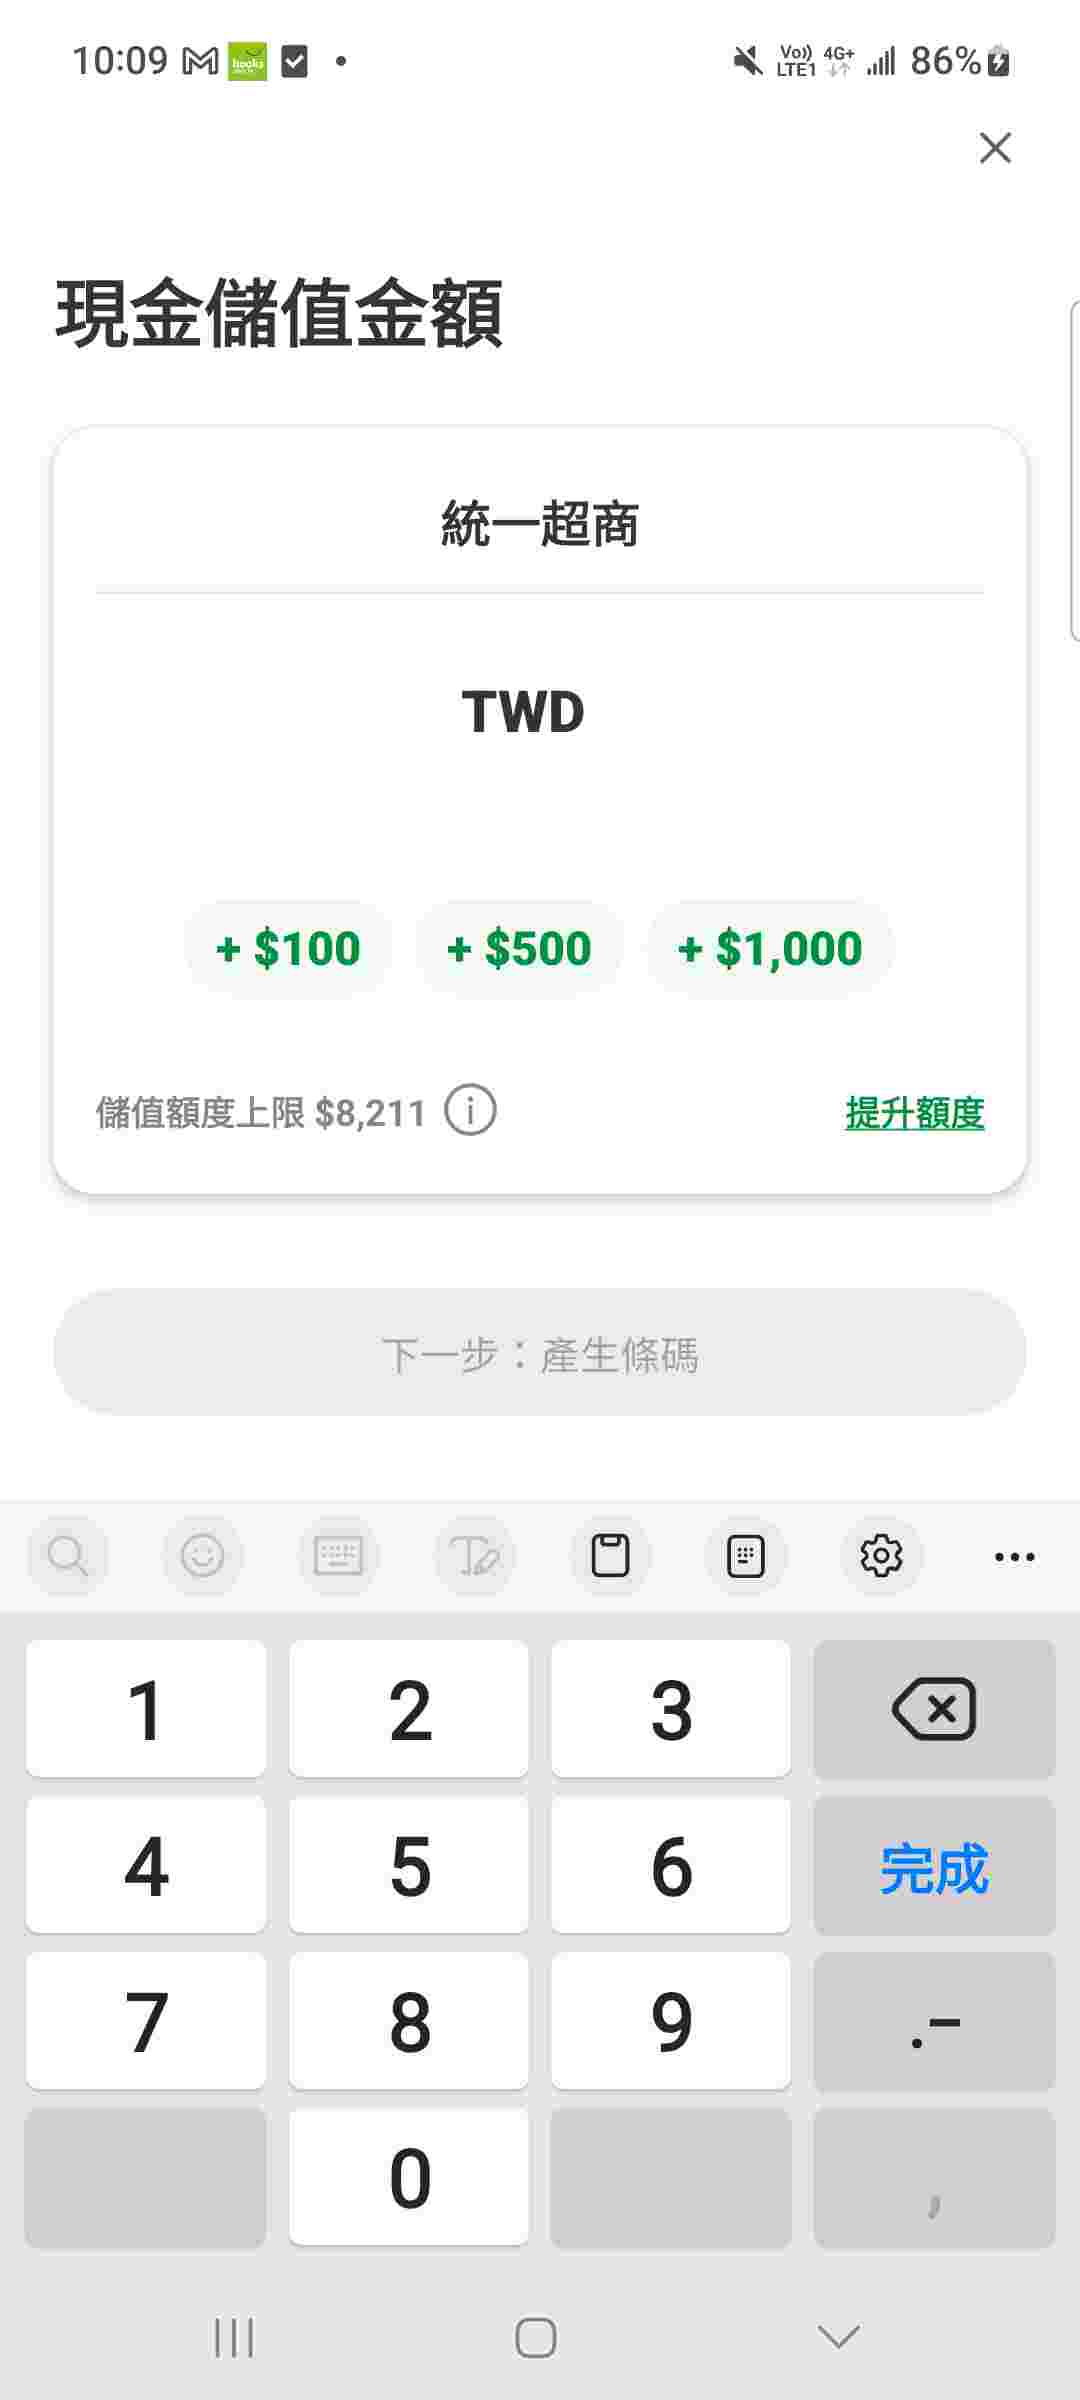 10:09
books
Vo)) LTE1 4G+ 86%
現金儲值金額
統一超商
TWD
+ $100 + $500 + $1,000
儲值額度上限 $8,211 提升額度
下一步：產生條碼
1 2 3
4 5 6 完成
7 8 9 .-
0 ,